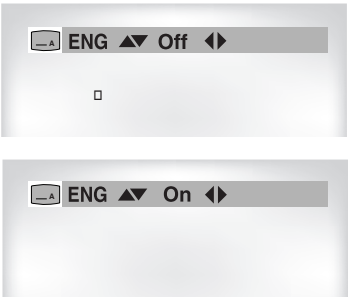 A ENG ▲▼ Off ◀▶
A ENG ▲▼ On ◀▶